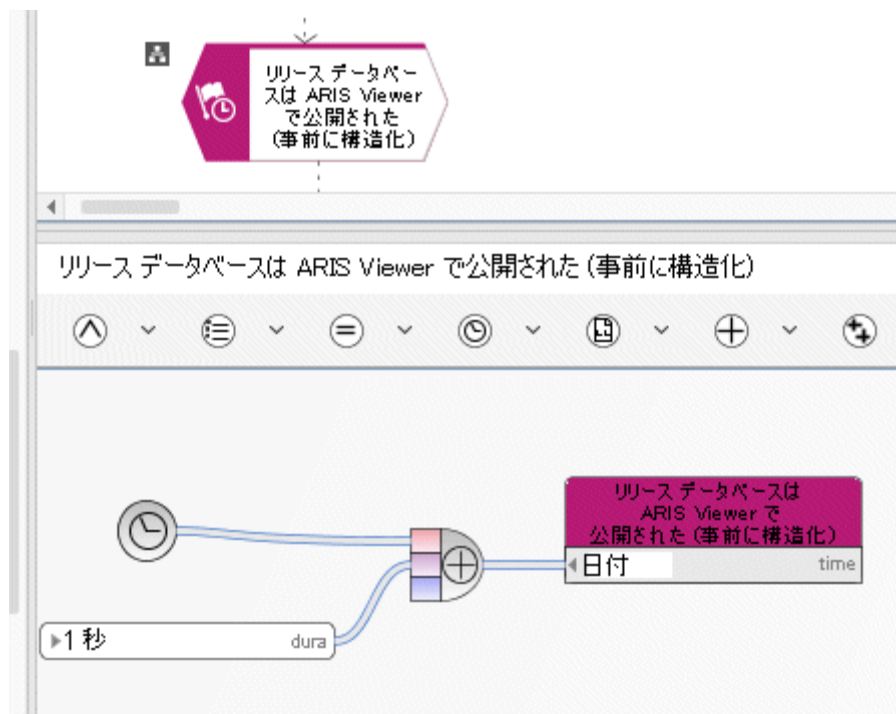 リリース データベー
スは ARIS Viewer
で公開された
(事前に構造化)
リリース データベースは ARIS Viewer で公開された (事前に構造化)
リリース データベースは
ARIS Viewer で
公開された (事前に構造化)
日付 time
1 秒 dura